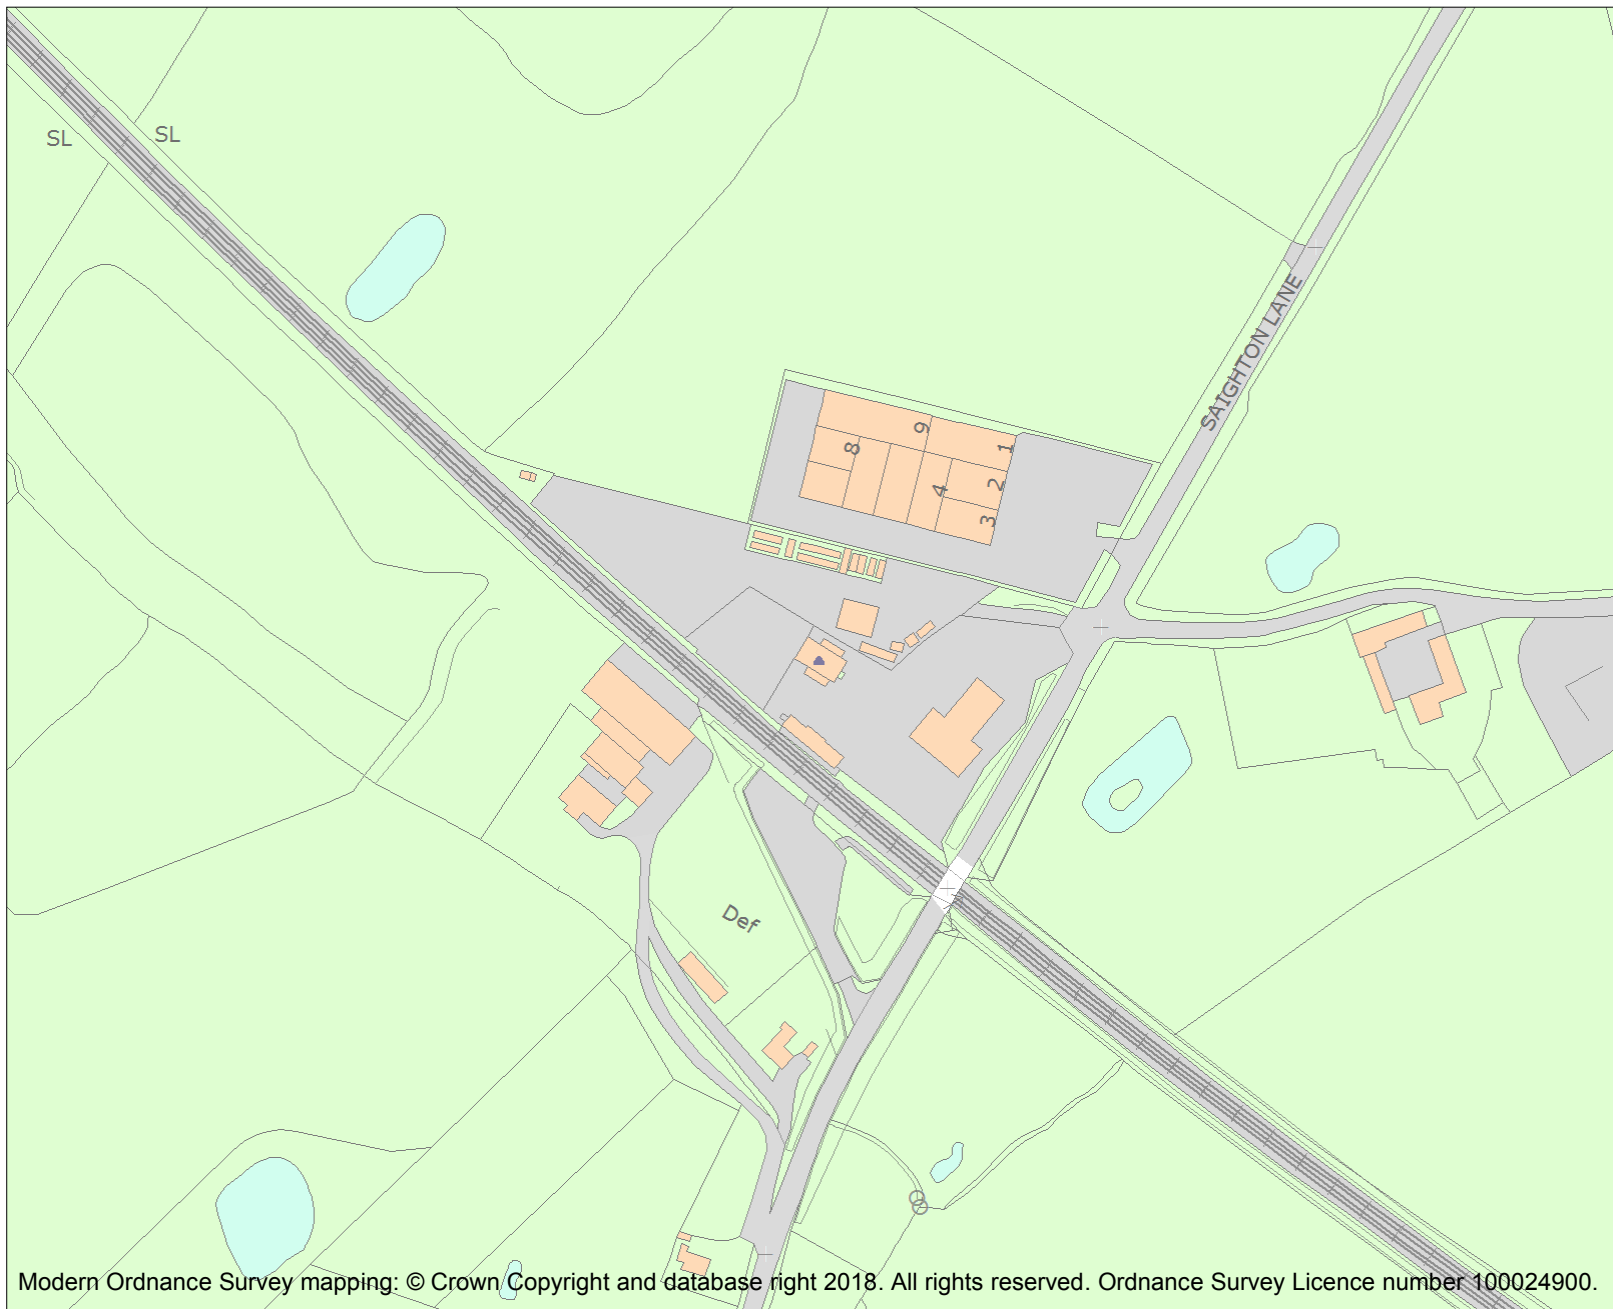 SL
SL
SAIGHTON LANE
9
1
8
2
4
3
Def
Modern Ordnance Survey mapping: © Crown Copyright and database right 2018. All rights reserved. Ordnance Survey Licence number 100024900.